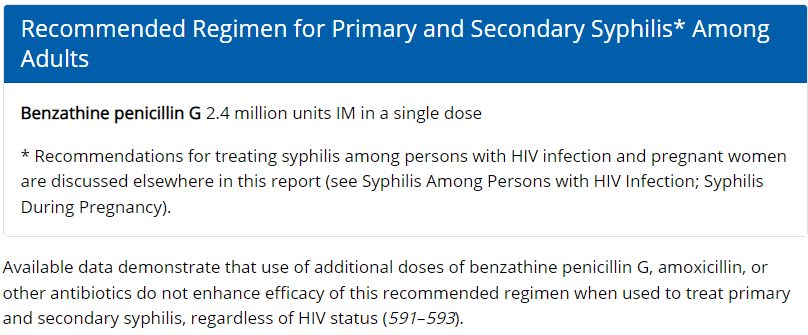 Recommended Regimen for Primary and Secondary Syphilis* Among
Adults
Benzathine penicillin G 2.4 million units IM in a single dose
* Recommendations for treating syphilis among persons with HIV infection and pregnant women
are discussed elsewhere in this report (see Syphilis Among Persons with HIV Infection; Syphilis
During Pregnancy).
Available data demonstrate that use of additional doses of benzathine penicillin G, amoxicillin, or
other antibiotics do not enhance efficacy of this recommended regimen when used to treat primary
and secondary syphilis, regardless of HIV status (591–593).